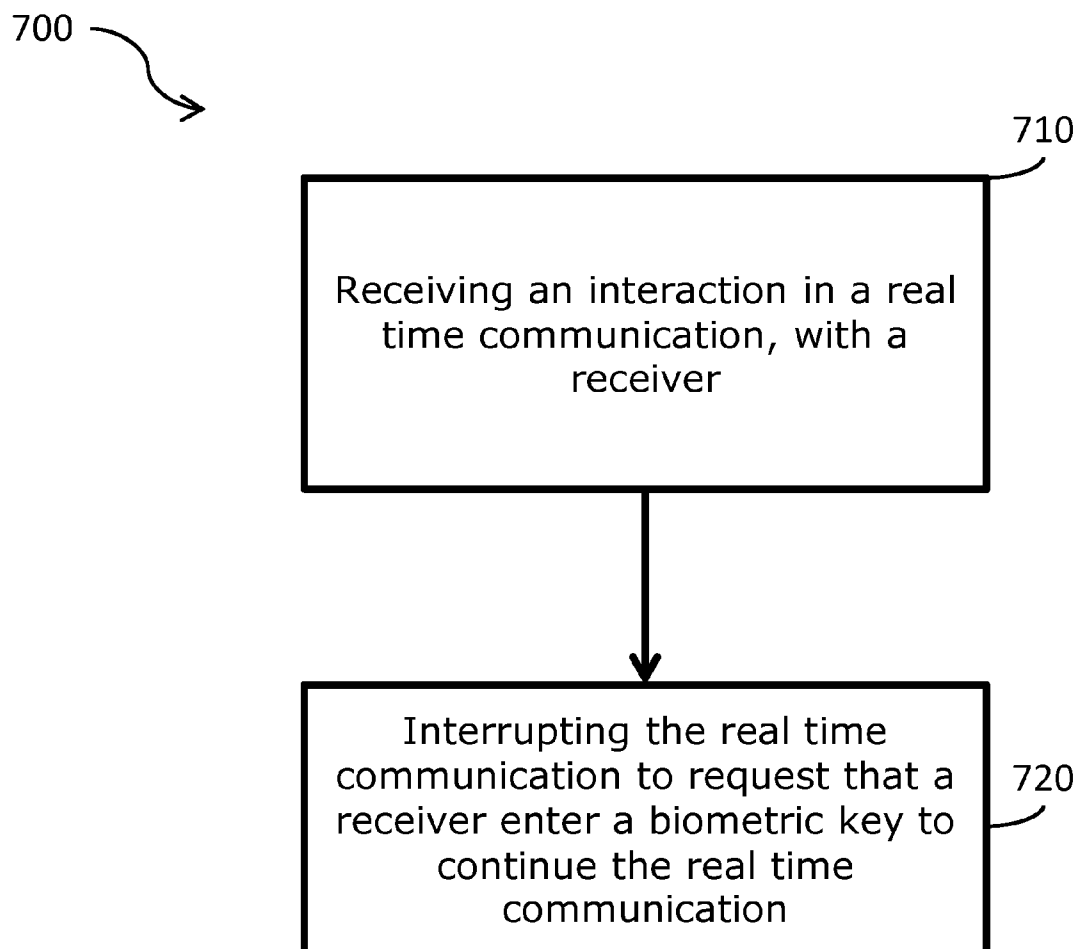 700
710
Receiving an interaction in a real
time communication, with a
receiver
Interrupting the real time
communication to request that a
receiver enter a biometric key to
continue the real time
communication
720